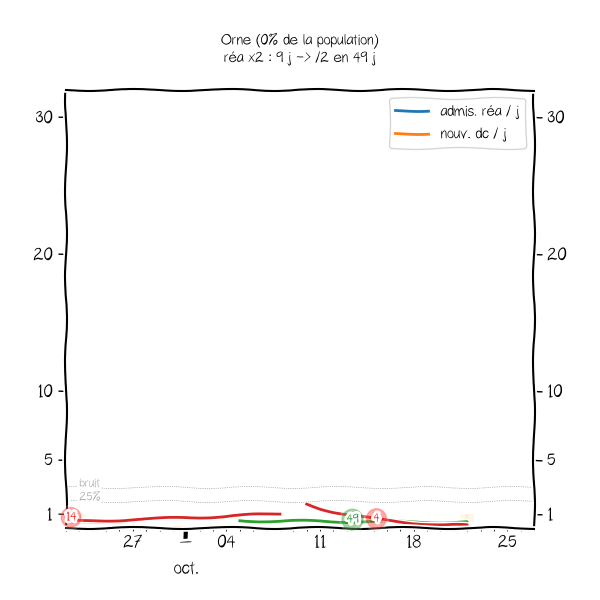 Orne (0% de la population)
réa x2 : 9 j -> /2 en 49 j
admis. réa / j
nouv. dc / j
30 30
20 20
10 10
5 5
bruit
25%
1 1
14 49 4
27 1 04 11 18 25
oct.